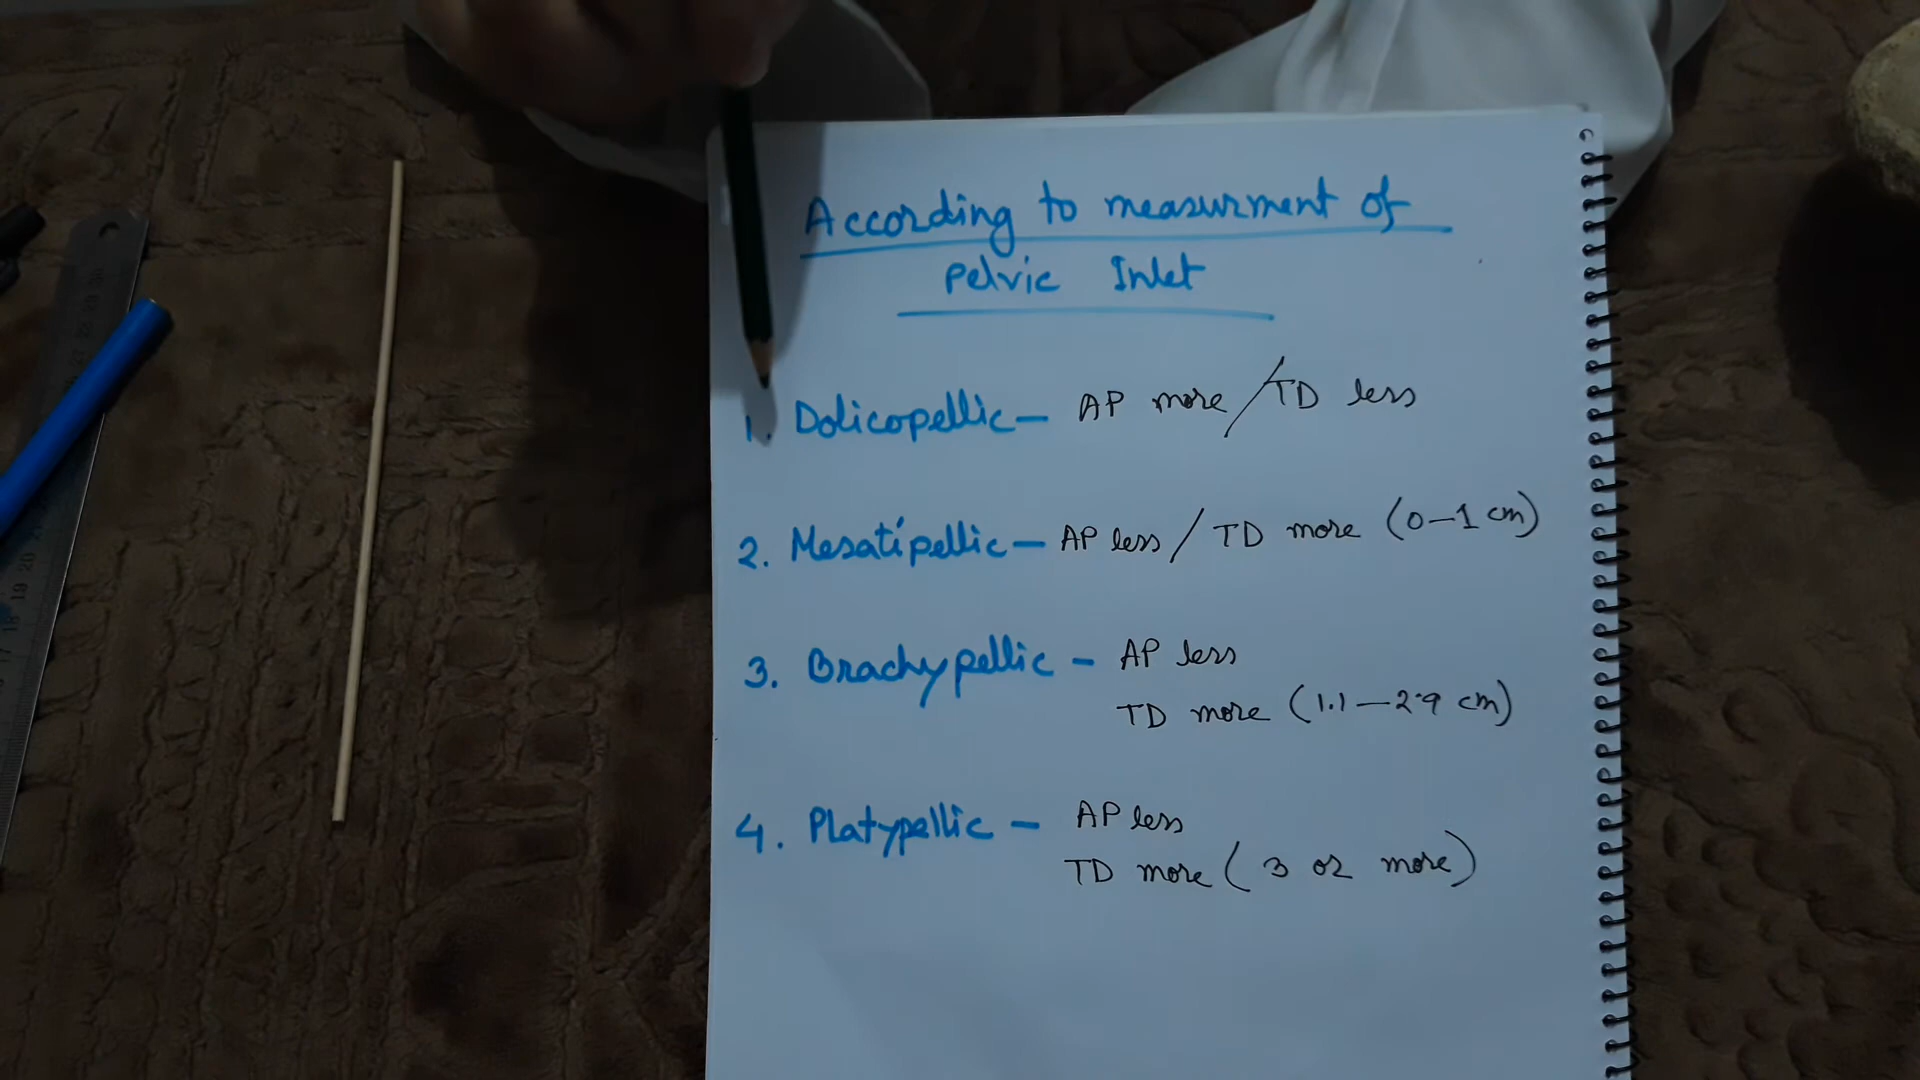 According to measurment of
pelvic Inlet
1. Dolicopellic – AP more / TD less
2. Mesatipellic – AP less / TD more (0–1 cm)
3. Brachypellic – AP less
TD more (1.1 – 2.9 cm)
4. Platypellic – AP less
TD more (3 or more)